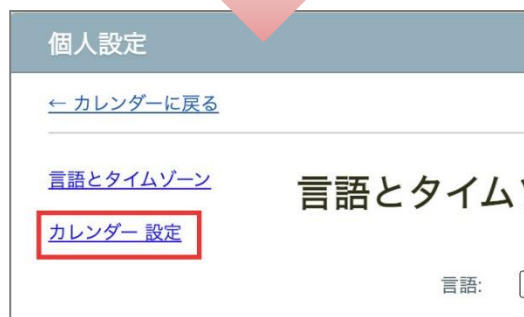 個人設定
← カレンダーに戻る
言語とタイムゾーン
言語とタイム
カレンダー 設定
言語: